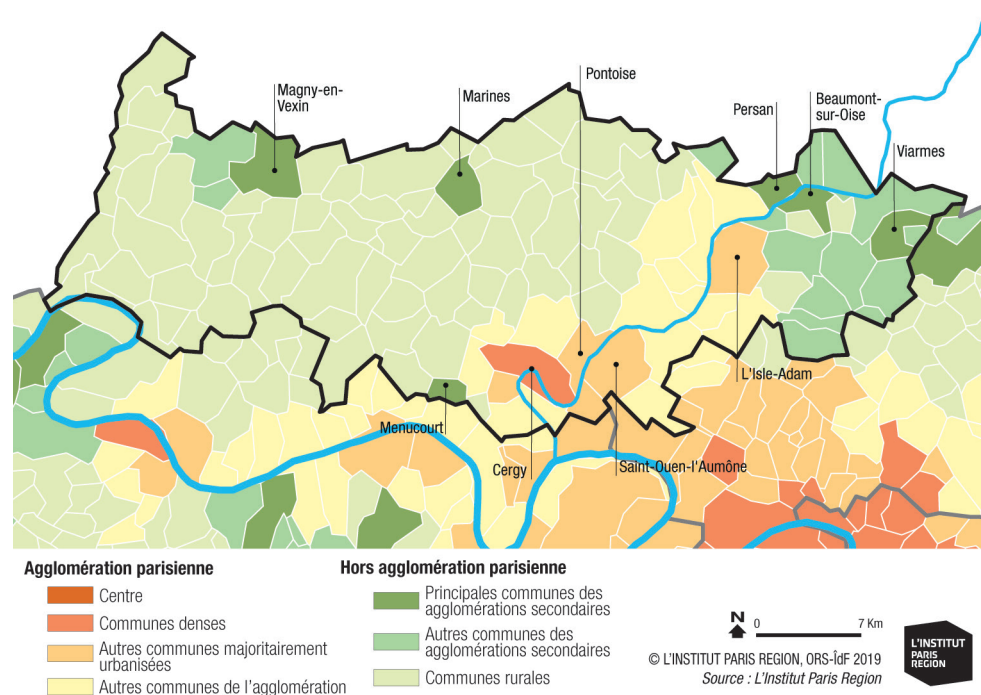 Magny-en-
Vexin
Marines
Pontoise
Persan
Beaumont-
sur-Oise
Viarmes
L'Isle-Adam
Menucourt
Cergy
Saint-Ouen-l'Aumône
Agglomération parisienne
Centre
Communes denses
Autres communes majoritairement
urbanisées
Autres communes de l'agglomération
Hors agglomération parisienne
Principales communes des
agglomérations secondaires
Autres communes des
agglomérations secondaires
Communes rurales
N
0 7 Km
© L'INSTITUT PARIS REGION, ORS-ÎdF 2019
Source : L'Institut Paris Region
L'INSTITUT
PARIS
REGION